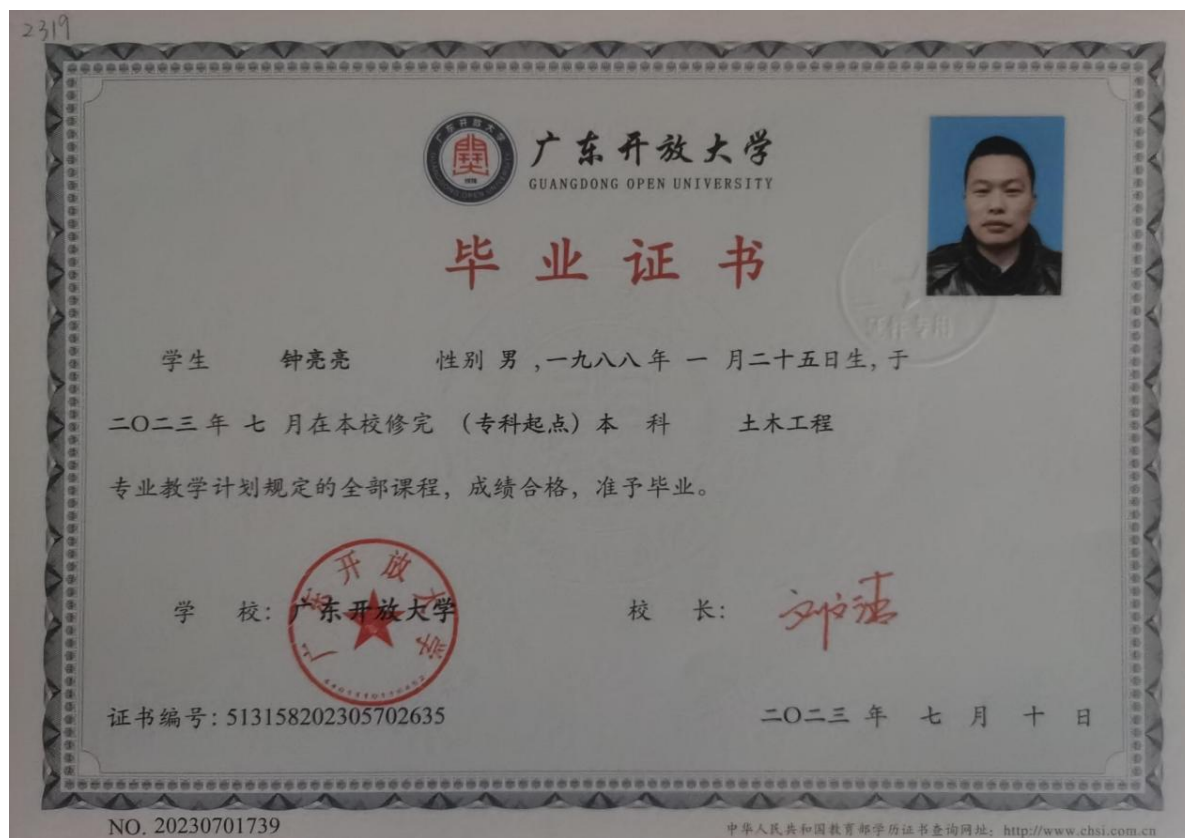 2319
广东开放大学
GUANGDONG OPEN UNIVERSITY
毕业证书
学生 钟亮亮 性别 男 ,一九八八年 一 月二十五日生, 于
二〇二三 年 七 月在本校修完 (专科起点) 本 科 土木工程
专业教学计划规定的全部课程, 成绩合格, 准予毕业。
学 校: 广东开放大学 校 长:
广东开放大学
证书编号: 513158202305702635 二〇二三 年 七 月 十 日
NO. 20230701739 中华人民共和国教育部学历证书查询网址: http://www.chsi.com.cn